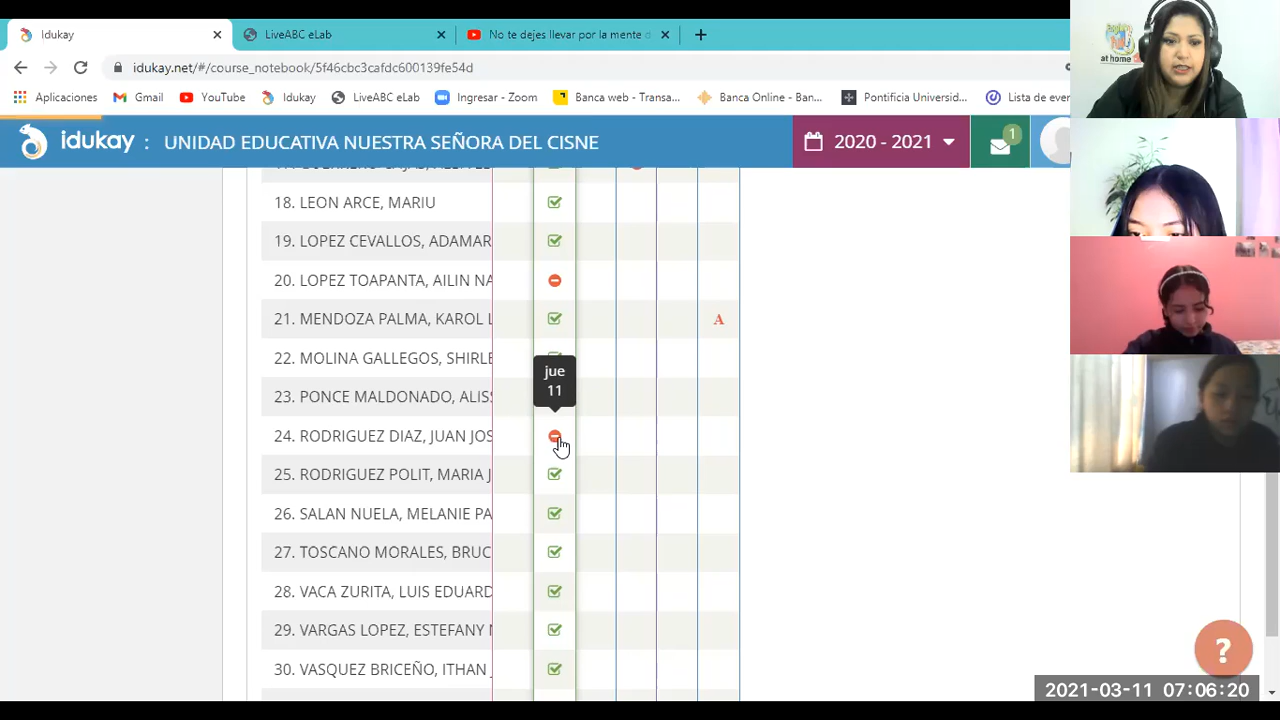 Idukay
LiveABC eLab
No te dejes llevar por la mente
idukay.net/#/course_notebook/5f46cbc3cafdc6f0139fe54d
Aplicaciones
Gmail
YouTube
Idukay
LiveABC eLab
Ingresar - Zoom
Banca web - Transa...
Banca Online - Ban...
Pontificia Universid...
Lista de eve
idukay : UNIDAD EDUCATIVA NUESTRA SEÑORA DEL CISNE
2020 - 2021
1
18. LEON ARCE, MARIU
19. LOPEZ CEVALLOS, ADAMAR
20. LOPEZ TOAPANTA, AILIN NA
21. MENDOZA PALMA, KAROL L
A
22. MOLINA GALLEGOS, SHIRLE
jue
11
23. PONCE MALDONADO, ALISS
24. RODRIGUEZ DIAZ, JUAN JOS
25. RODRIGUEZ POLIT, MARIA J
26. SALAN NUELA, MELANIE PA
27. TOSCANO MORALES, BRUC
28. VACA ZURITA, LUIS EDUARD
29. VARGAS LOPEZ, ESTEFANY
30. VASQUEZ BRICEÑO, ITHAN
?
2021-03-11 07:06:20
at home